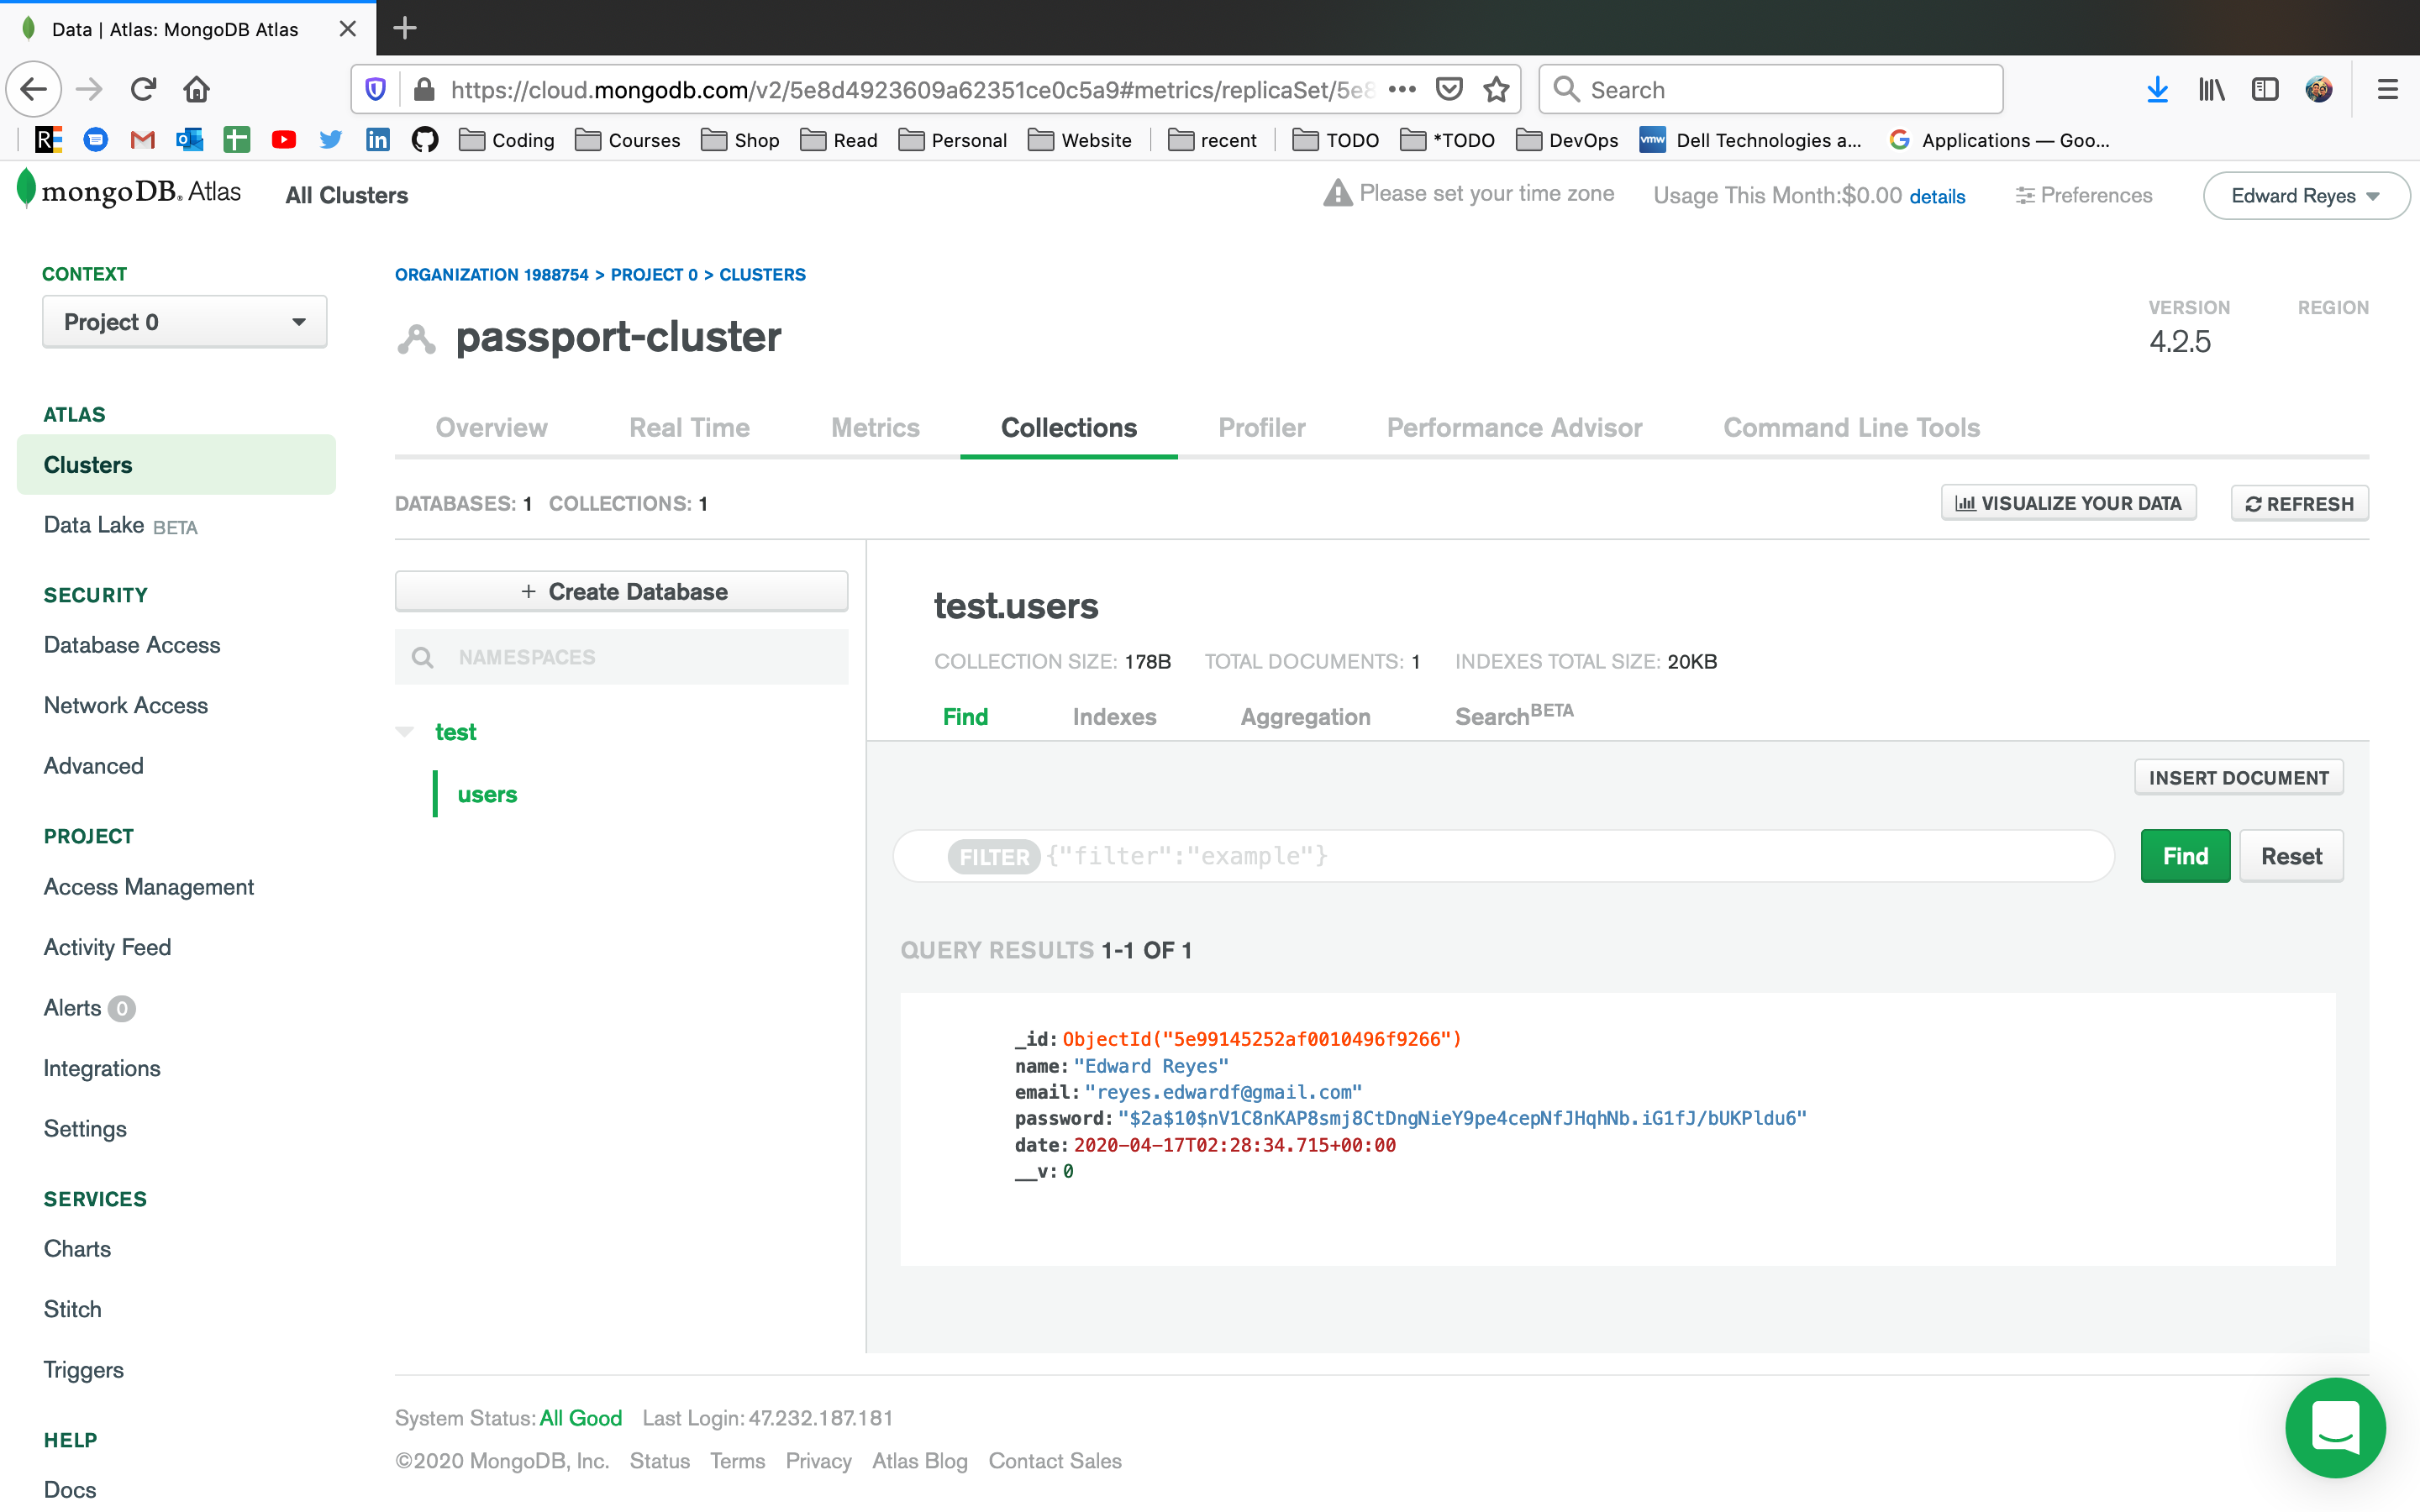 Data | Atlas: MongoDB Atlas
https://cloud.mongodb.com/v2/5e8d4923609a62351ce0c5a9#metrics/replicaSet/5e8
Search
Coding Courses Shop Read Personal Website recent TODO *TODO DevOps vmw Dell Technologies a... Applications — Goo...
mongoDB. Atlas All Clusters Please set your time zone Usage This Month:$0.00 details Preferences Edward Reyes
CONTEXT
Project 0
ATLAS
Clusters
Data Lake BETA
SECURITY
Database Access
Network Access
Advanced
PROJECT
Access Management
Activity Feed
Alerts 0
Integrations
Settings
SERVICES
Charts
Stitch
Triggers
HELP
Docs
ORGANIZATION 1988754 > PROJECT 0 > CLUSTERS
passport-cluster
VERSION REGION
4.2.5
Overview Real Time Metrics Collections Profiler Performance Advisor Command Line Tools
DATABASES: 1 COLLECTIONS: 1
VISUALIZE YOUR DATA REFRESH
+ Create Database
NAMESPACES
test
users
test.users
COLLECTION SIZE: 178B TOTAL DOCUMENTS: 1 INDEXES TOTAL SIZE: 20KB
Find Indexes Aggregation Search BETA
INSERT DOCUMENT
FILTER {"filter":"example"}
Find Reset
QUERY RESULTS 1-1 OF 1
_id: ObjectId("5e99145252af0010496f9266")
name: "Edward Reyes"
email: "reyes.edwardf@gmail.com"
password: "$2a$10$nV1C8nKAP8smj8CtDngNieY9pe4cepNfJHqhNb.iG1fJ/bUKPldu6"
date: 2020-04-17T02:28:34.715+00:00
__v: 0
System Status: All Good Last Login: 47.232.187.181
©2020 MongoDB, Inc. Status Terms Privacy Atlas Blog Contact Sales